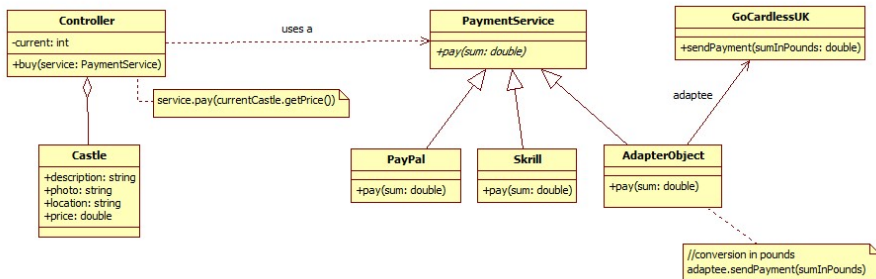 Controller
-current: int
+buy(service: PaymentService)
uses a
PaymentService
+pay(sum: double)
GoCardlessUK
+sendPayment(sumInPounds: double)
service.pay(currentCastle.getPrice())
adaptee
Castle
+description: string
+photo: string
+location: string
+price: double
PayPal
+pay(sum: double)
Skrill
+pay(sum: double)
AdapterObject
+pay(sum: double)
//conversion in pounds
adaptee.sendPayment(sumInPounds)